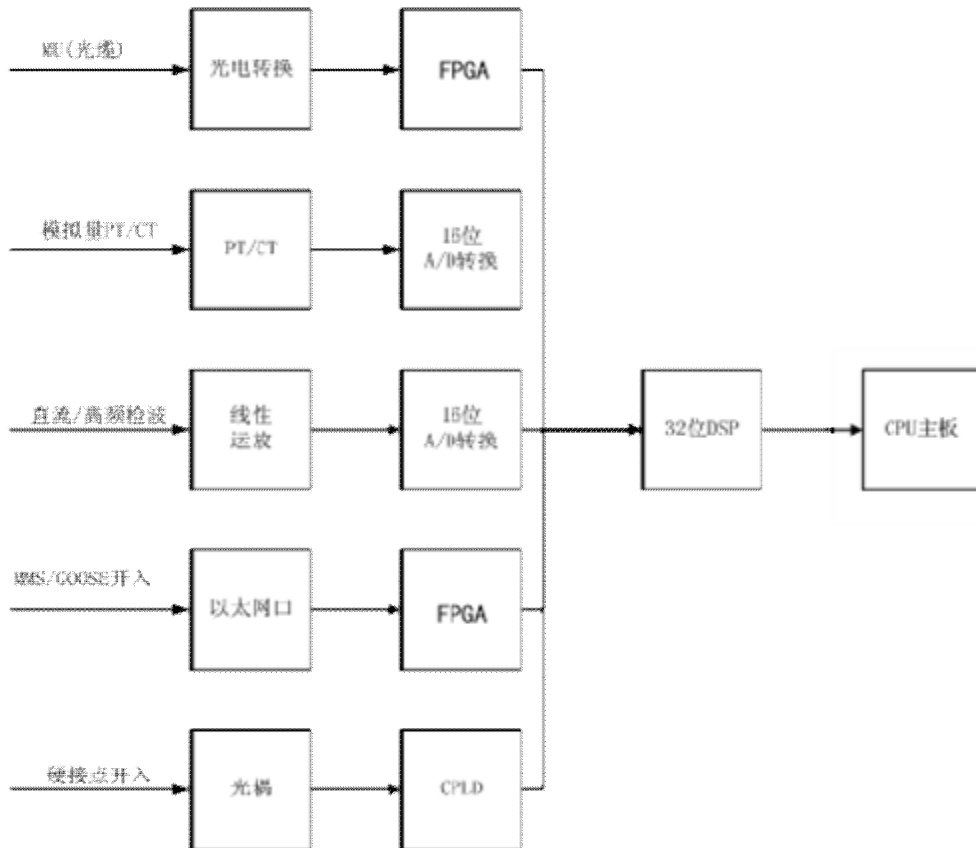 MU(光缆)
光电转换
FPGA
模拟量PT/CT
PT/CT
16位
A/D转换
直流/高频检波
线性
运放
16位
A/D转换
32位DSP
CPU主板
MMS/GOOSE开入
以太网口
FPGA
硬接点开入
光耦
CPLD